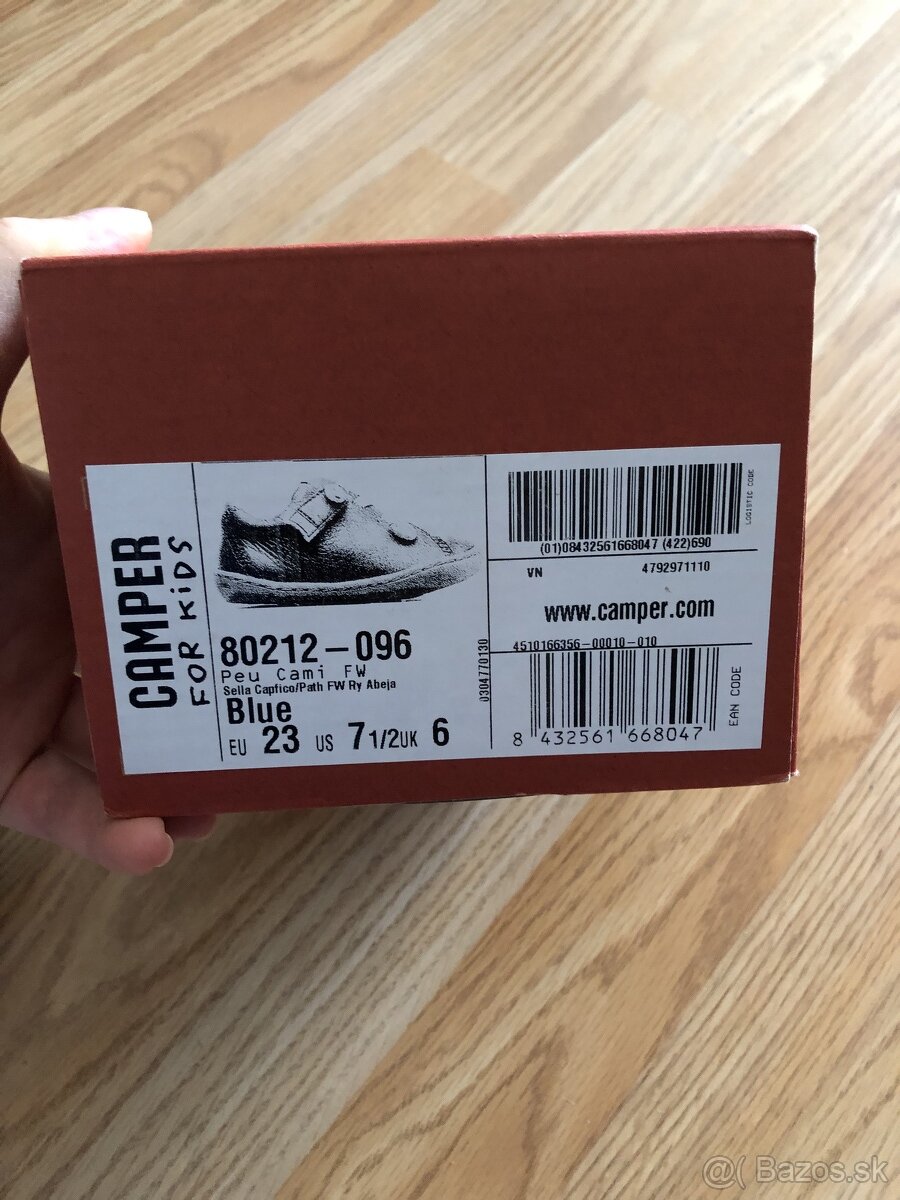 CAMPER
FOR KiDS
80212-096
Peu Cami FW
Sella Capfico/Path FW Ry Abeja
Blue
EU 23 US 7 1/2 UK 6
0304770130
LOGISTIC CODE
(01)08432561668047 (422)690
VN 4792971110
www.camper.com
4510166356-00010-010
EAN CODE
8 432561 668047
@( Bazos.sk